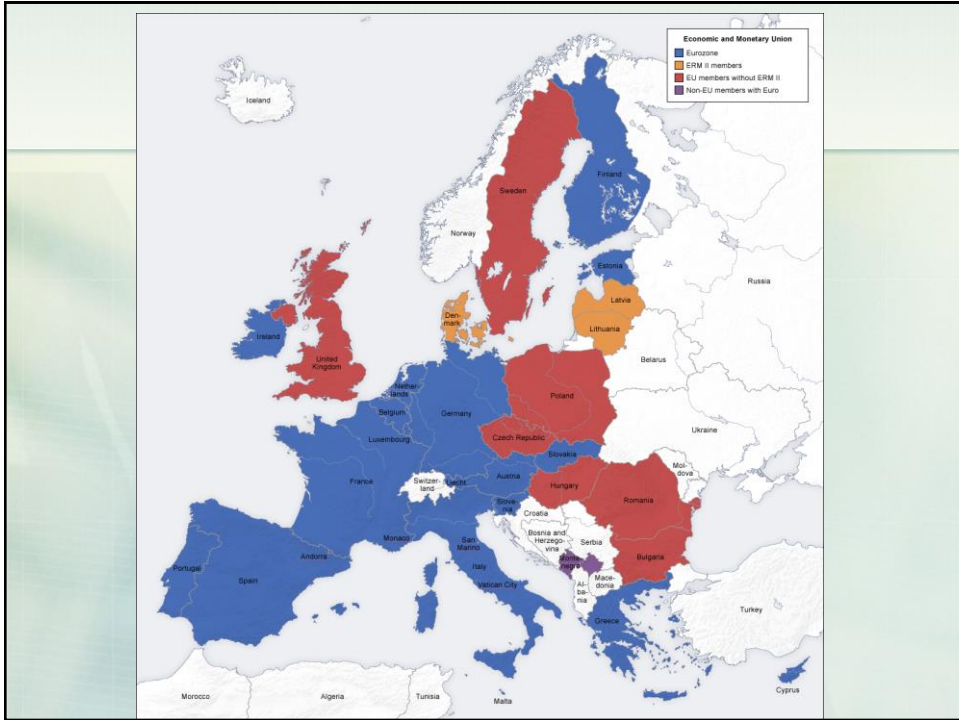 Economic and Monetary Union
Eurozone
ERM II members
EU members without ERM II
Non-EU members with Euro
Iceland
Finland
Sweden
Norway
Estonia
Russia
Latvia
Den-
mark
Lithuania
Ireland
United
Kingdom
Belarus
Nether-
lands
Poland
Belgium
Germany
Ukraine
Luxembourg
Czech Republic
Slovakia
Mol-
dova
France
Switzer-
land
Liecht.
Austria
Hungary
Romania
Slove-
nia
Croatia
Bosnia and
Herzego-
vina
Serbia
Monaco
San
Marino
Andorra
Monte-
negro
Bulgaria
Italy
Portugal
Spain
Vatican City
Al-
ba-
nia
Mace-
donia
Turkey
Greece
Cyprus
Morocco
Algeria
Tunisia
Malta